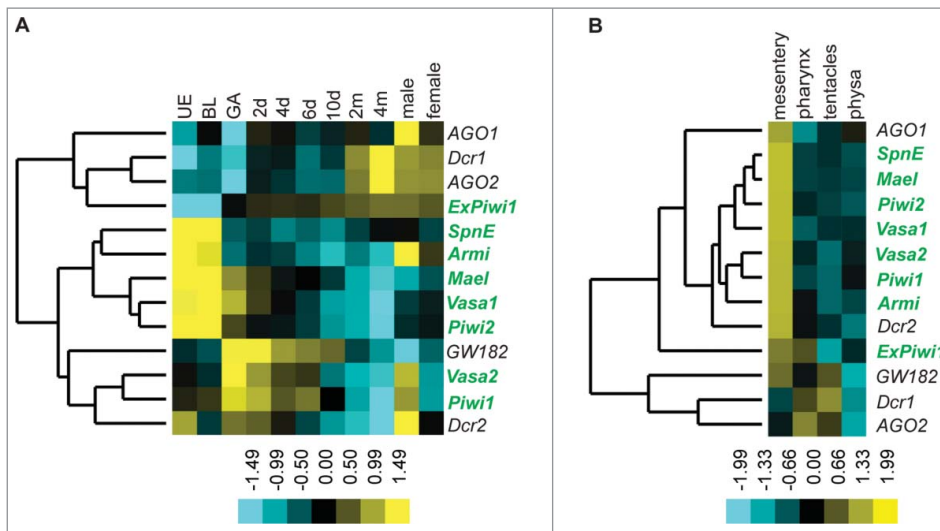 A
UE BL GA 2d 4d 6d 10d 2m 4m male female
AGO1
Dcr1
AGO2
ExPiwi1
SpnE
Armi
Mael
Vasa1
Piwi2
GW182
Vasa2
Piwi1
Dcr2
-1.49 -0.99 -0.50 0.00 0.50 0.99 1.49
B
mesentery pharynx tentacles physa
AGO1
SpnE
Mael
Piwi2
Vasa1
Vasa2
Piwi1
Armi
Dcr2
ExPiwi1
GW182
Dcr1
AGO2
-1.99 -1.33 -0.66 0.00 0.66 1.33 1.99